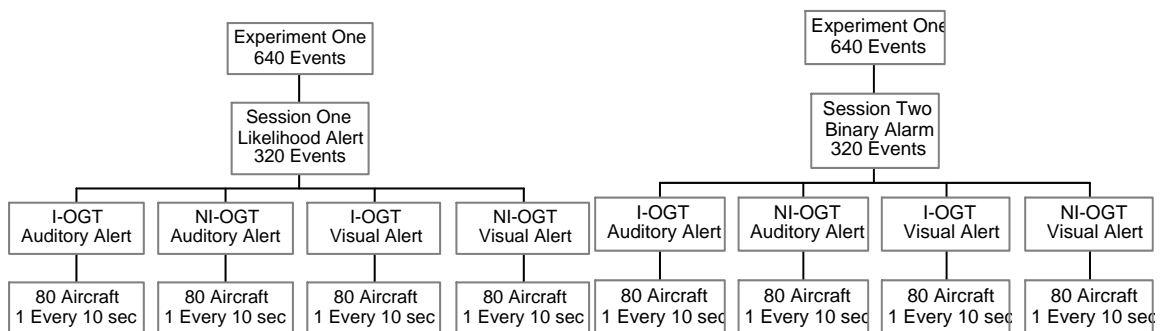 Experiment One
640 Events
Session One
Likelihood Alert
320 Events
I-OGT
Auditory Alert
NI-OGT
Auditory Alert
I-OGT
Visual Alert
NI-OGT
Visual Alert
80 Aircraft
1 Every 10 sec
80 Aircraft
1 Every 10 sec
80 Aircraft
1 Every 10 sec
80 Aircraft
1 Every 10 sec
Experiment One
640 Events
Session Two
Binary Alarm
320 Events
I-OGT
Auditory Alert
NI-OGT
Auditory Alert
I-OGT
Visual Alert
NI-OGT
Visual Alert
80 Aircraft
1 Every 10 sec
80 Aircraft
1 Every 10 sec
80 Aircraft
1 Every 10 sec
80 Aircraft
1 Every 10 sec